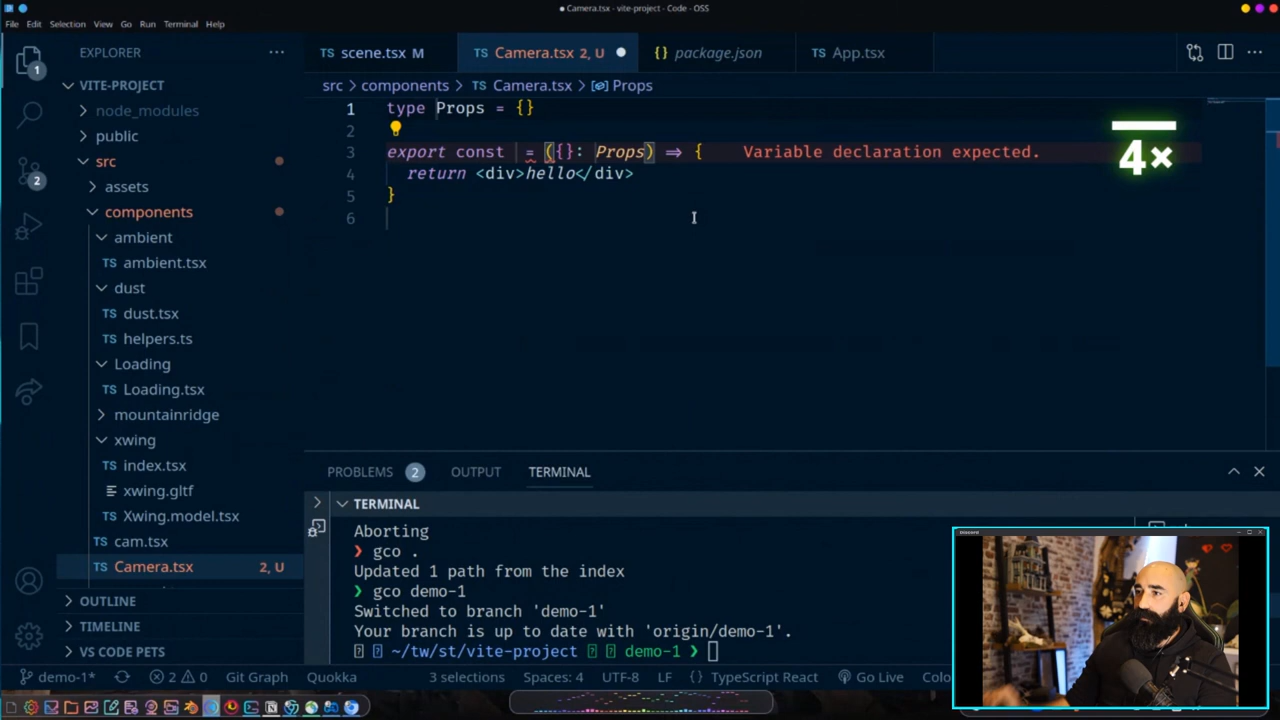 ● Camera.tsx - vite-project - Code - OSS
File Edit Selection View Go Run Terminal Help
EXPLORER
VITE-PROJECT
node_modules
public
src
assets
components
ambient
TS ambient.tsx
dust
TS dust.tsx
TS helpers.ts
Loading
TS Loading.tsx
mountainridge
xwing
TS index.tsx
xwing.gltf
TS Xwing.model.tsx
TS cam.tsx
TS Camera.tsx 2, U
OUTLINE
TIMELINE
VS CODE PETS
1
2
TS scene.tsx M TS Camera.tsx 2, U ● {} package.json TS App.tsx
src > components > TS Camera.tsx > Props
1 type Props = {}
2
3 export const = ({}: Props) ⇒ { Variable declaration expected.
4 return <div>hello</div>
5 }
6
4×
PROBLEMS 2 OUTPUT TERMINAL
TERMINAL
Aborting
❯ gco .
Updated 1 path from the index
❯ gco demo-1
Switched to branch 'demo-1'
Your branch is up to date with 'origin/demo-1'.
~/tw/st/vite-project demo-1 ❯
Discord
demo-1* 2 0 Git Graph Quokka 3 selections Spaces: 4 UTF-8 LF {} TypeScript React Go Live Colo